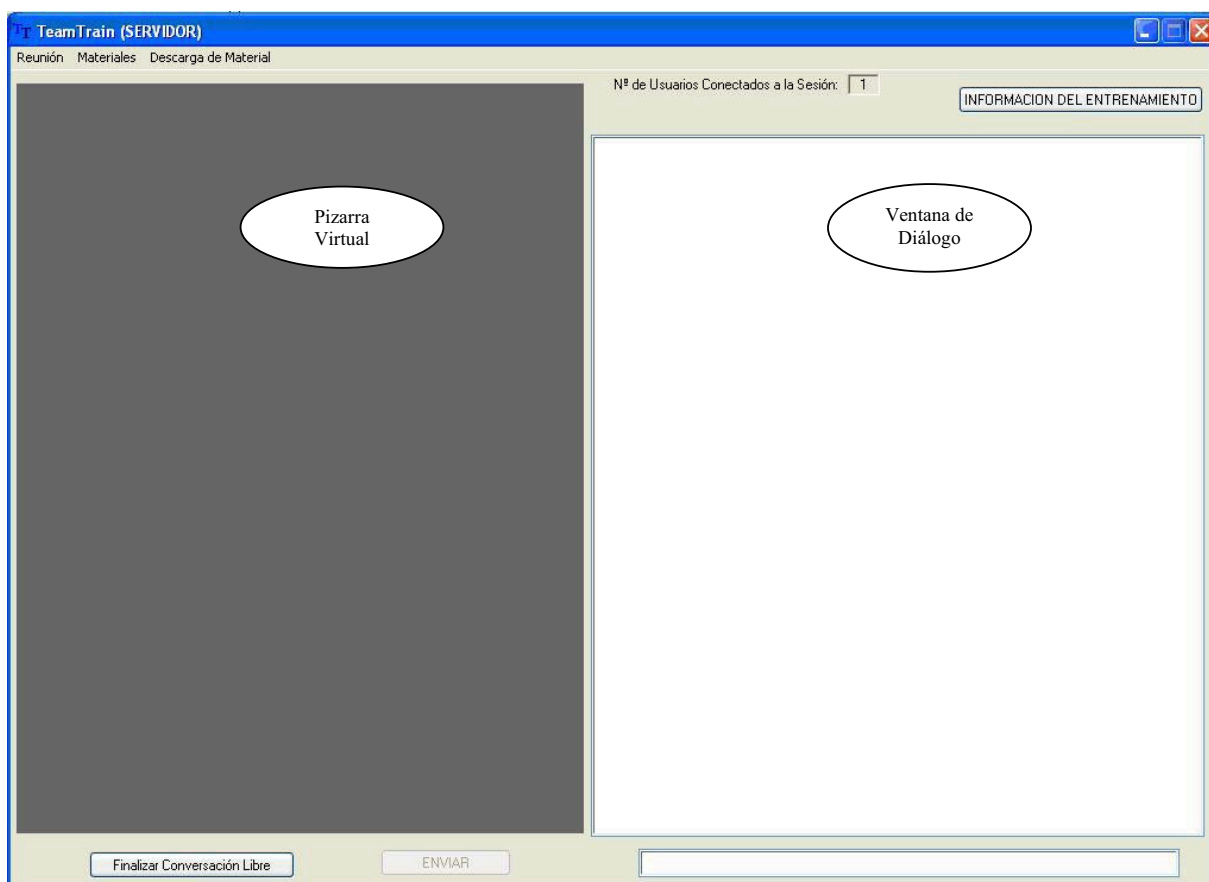 TT TeamTrain (SERVIDOR)
Reunión Materiales Descarga de Material
Nº de Usuarios Conectados a la Sesión: 1
INFORMACION DEL ENTRENAMIENTO
Pizarra
Virtual
Ventana de
Diálogo
Finalizar Conversación Libre
ENVIAR